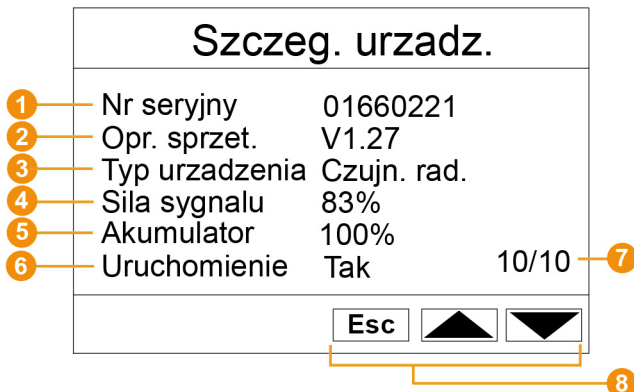 Szczeg. urzadz.
1 Nr seryjny 01660221
2 Opr. sprzet. V1.27
3 Typ urzadzenia Czujn. rad.
4 Sila sygnalu 83%
5 Akumulator 100%
6 Uruchomienie Tak 10/10 7
Esc
8